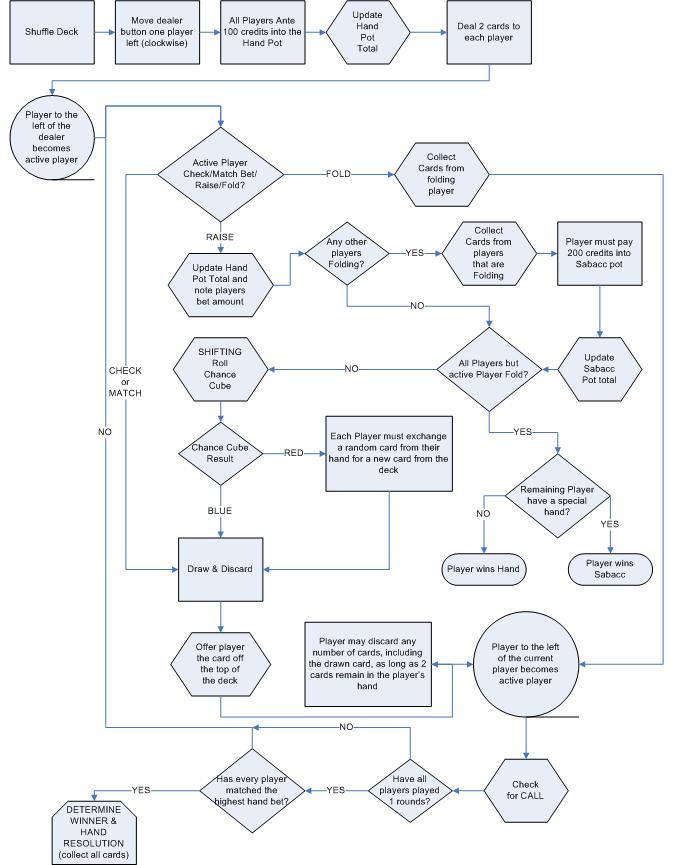 Shuffle Deck
Move dealer
button one player
left (clockwise)
All Players Ante
100 credits into the
Hand Pot
Update
Hand
Pot
Total
Deal 2 cards to
each player
Player to the
left of the
dealer
becomes
active player
Active Player
Check/Match Bet/
Raise/Fold?
FOLD
Collect
Cards from
folding
player
RAISE
Update Hand
Pot Total and
note players
bet amount
Any other
players
Folding?
YES
Collect
Cards from
players
that are
Folding
Player must pay
200 credits into
Sabacc pot
NO
CHECK
or
MATCH
SHIFTING
Roll
Chance
Cube
NO
All Players but
active Player Fold?
Update
Sabacc
Pot total
NO
Chance Cube
Result
RED
Each Player must exchange
a random card from their
hand for a new card from the
deck
YES
Remaining Player
have a special
hand?
BLUE
NO
YES
Draw & Discard
Player wins Hand
Player wins
Sabacc
Offer player
the card off
the top of
the deck
Player may discard any
number of cards, including
the drawn card, as long as 2
cards remain in the player's
hand
Player to the left
of the current
player becomes
active player
NO
Has every player
matched the
highest hand bet?
YES
Have all
players played
1 rounds?
Check
for CALL
YES
DETERMINE
WINNER &
HAND
RESOLUTION
(collect all cards)